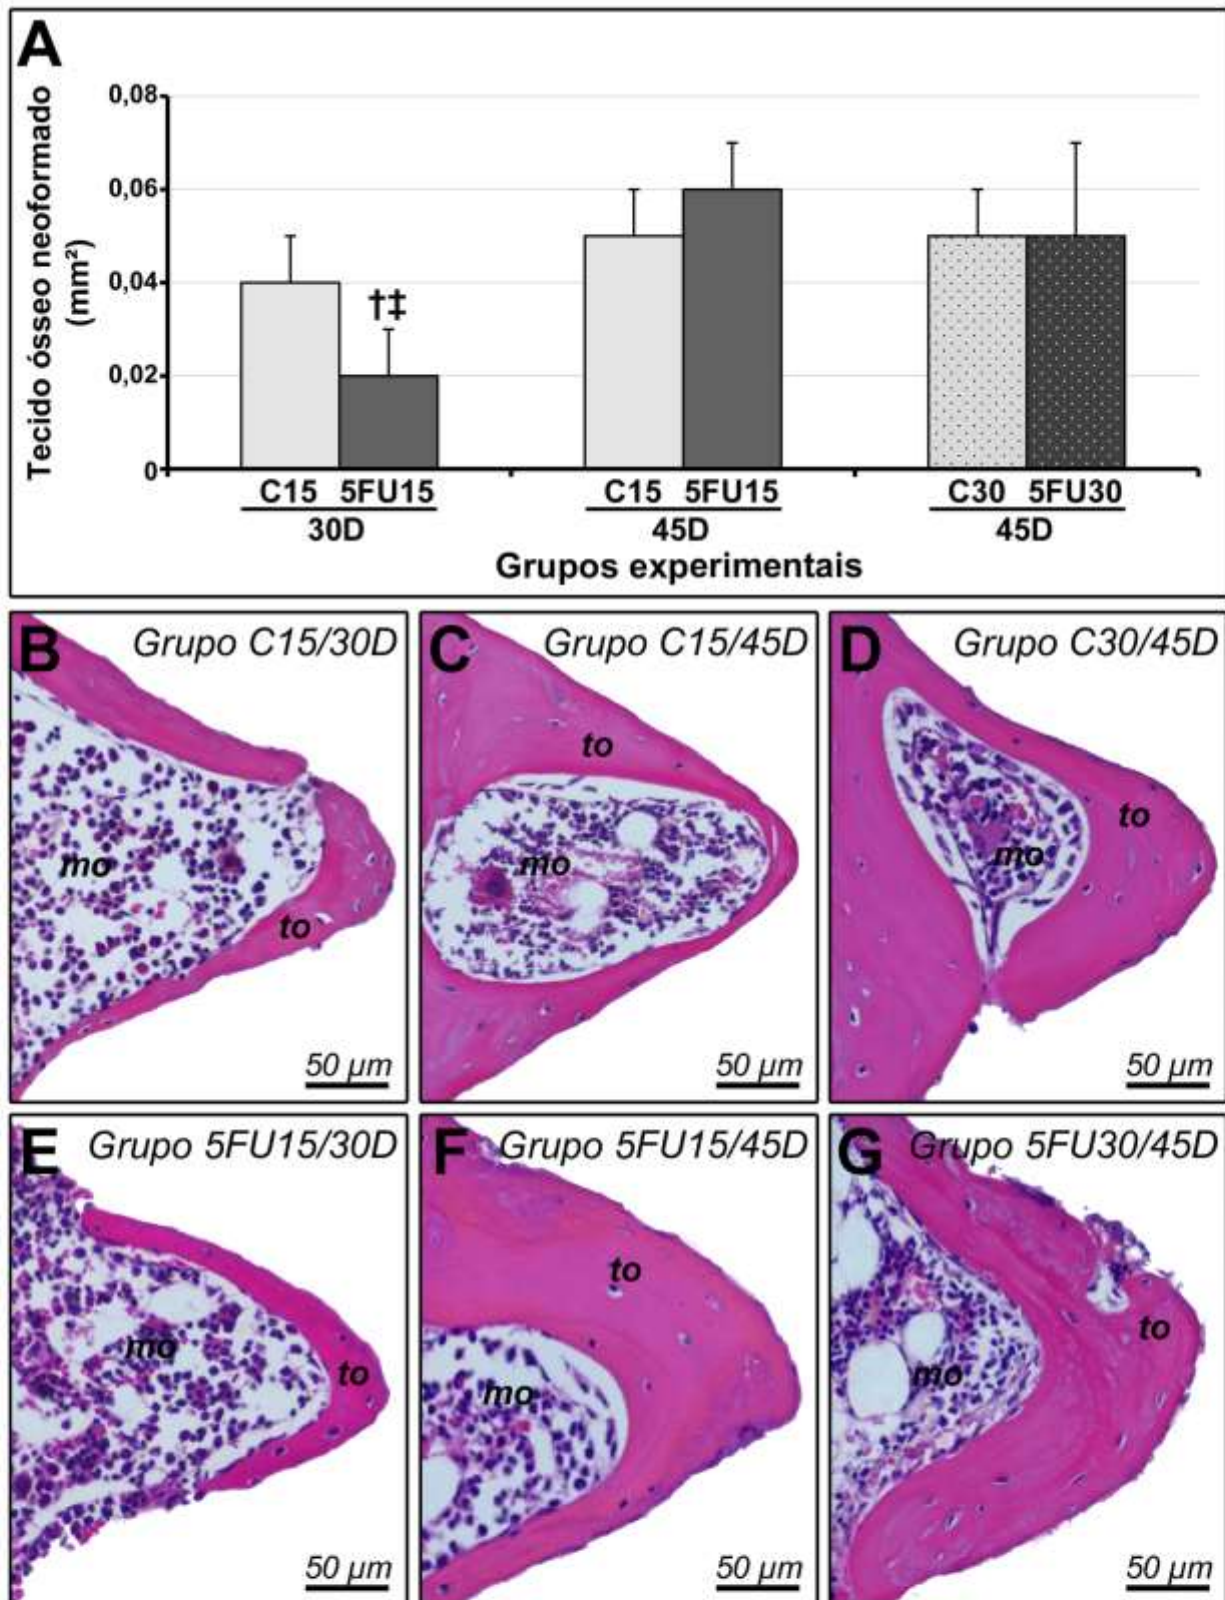 A
Tecido ósseo neoformado
(mm²)
0,08
0,06
0,04
0,02
0
†‡
C15 5FU15
C15 5FU15
C30 5FU30
30D
45D
45D
Grupos experimentais
B Grupo C15/30D
mo
to
50 µm
C Grupo C15/45D
to
mo
50 µm
D Grupo C30/45D
to
mo
50 µm
E Grupo 5FU15/30D
mo
to
50 µm
F Grupo 5FU15/45D
to
mo
50 µm
G Grupo 5FU30/45D
to
mo
50 µm